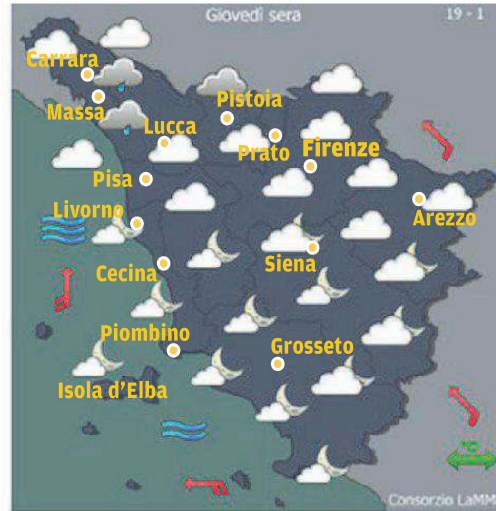 Giovedì sera
19 - 1
Carrara
Massa
Pistoia
Lucca
Prato
Firenze
Pisa
Arezzo
Livorno
Siena
Cecina
Piombino
Grosseto
Isola d'Elba
°C
Consorzio LaMM